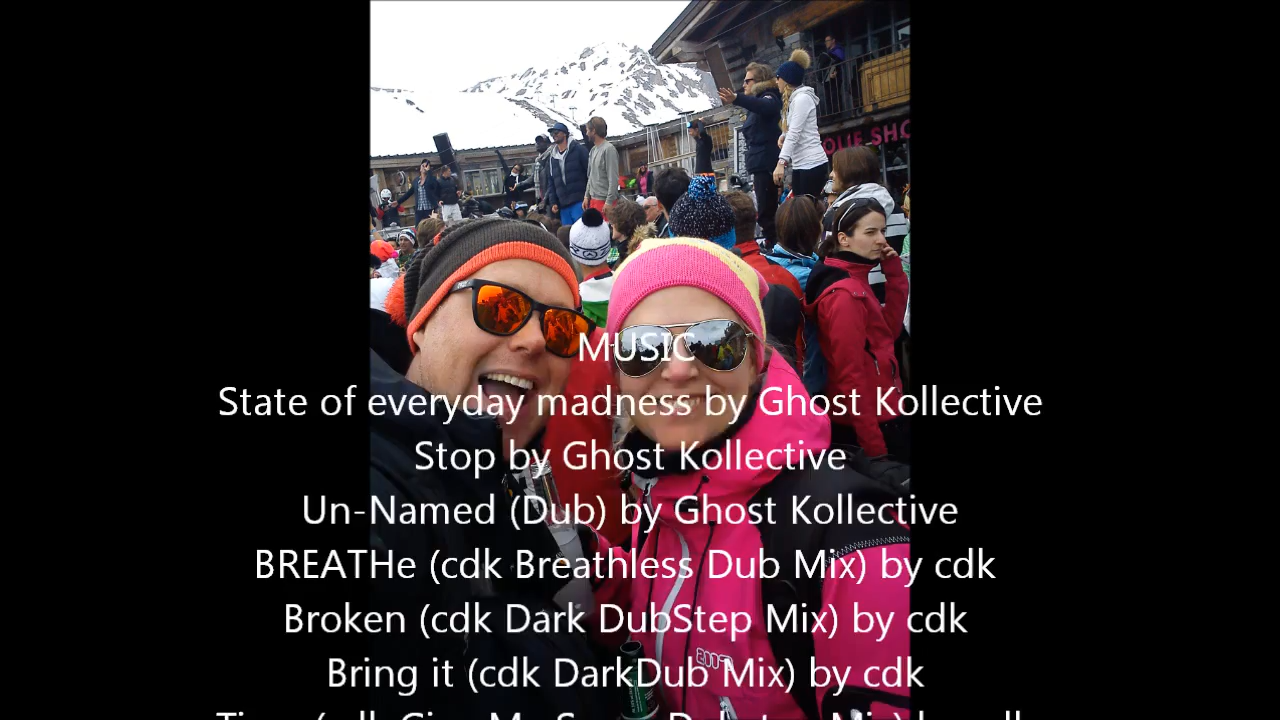 OLIE SHO
MUSIC
State of everyday madness by Ghost Kollective
Stop by Ghost Kollective
Un-Named (Dub) by Ghost Kollective
BREATHe (cdk Breathless Dub Mix) by cdk
Broken (cdk Dark DubStep Mix) by cdk
Bring it (cdk DarkDub Mix) by cdk